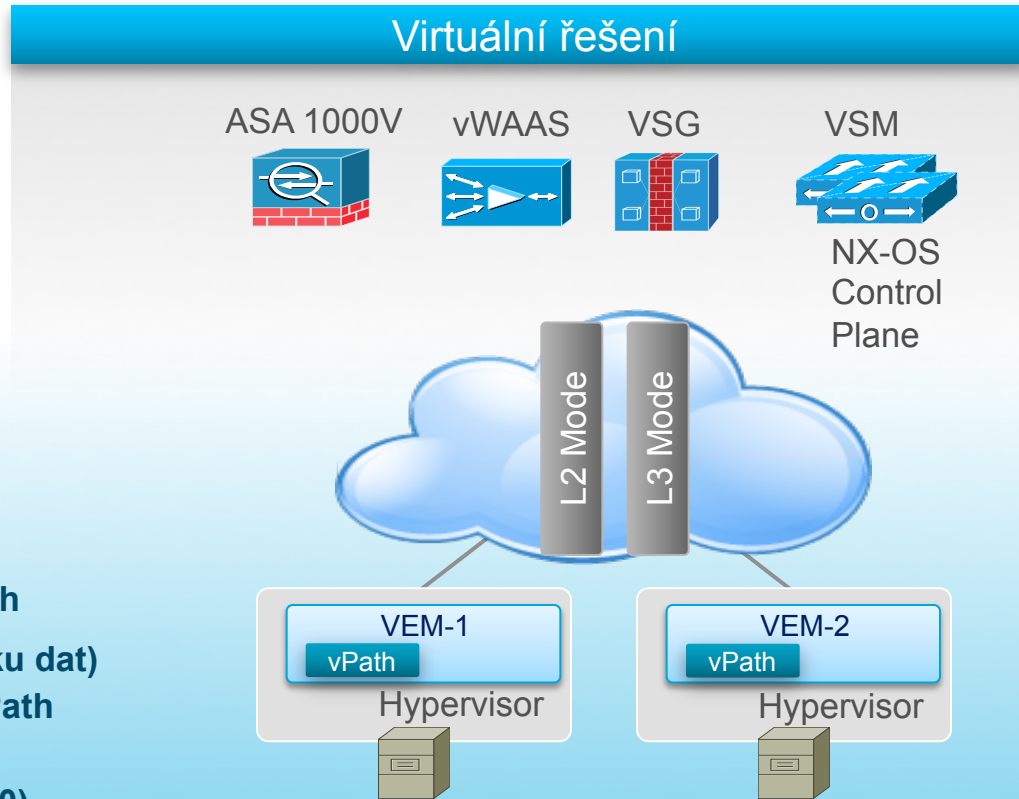 Virtuální řešení
ASA 1000V
vWAAS
VSG
VSM
NX-OS
Control
Plane
L2 Mode
L3 Mode
VEM-1
vPath
Hypervisor
VEM-2
vPath
Hypervisor
dat)